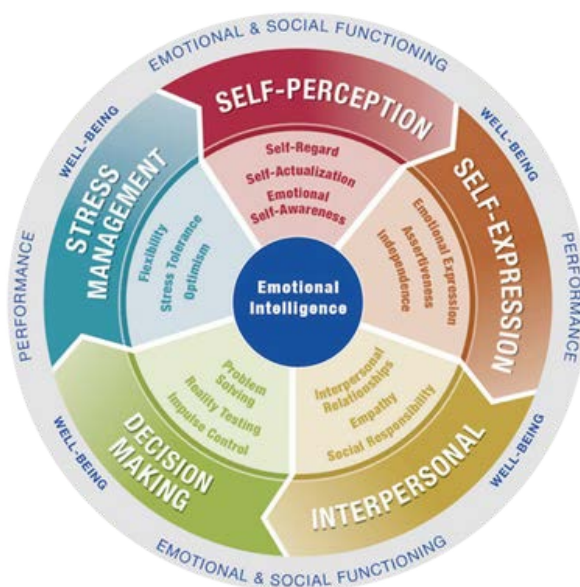 EMOTIONAL & SOCIAL FUNCTIONING
WELL-BEING
WELL-BEING
PERFORMANCE
PERFORMANCE
WELL-BEING
WELL-BEING
EMOTIONAL & SOCIAL FUNCTIONING
SELF-PERCEPTION
Self-Regard
Self-Actualization
Emotional
Self-Awareness
SELF-EXPRESSION
Emotional Expression
Assertiveness
Independence
INTERPERSONAL
Interpersonal
Relationships
Empathy
Social Responsibility
DECISION
MAKING
Problem
Solving
Reality Testing
Impulse Control
STRESS
MANAGEMENT
Flexibility
Stress Tolerance
Optimism
Emotional
Intelligence